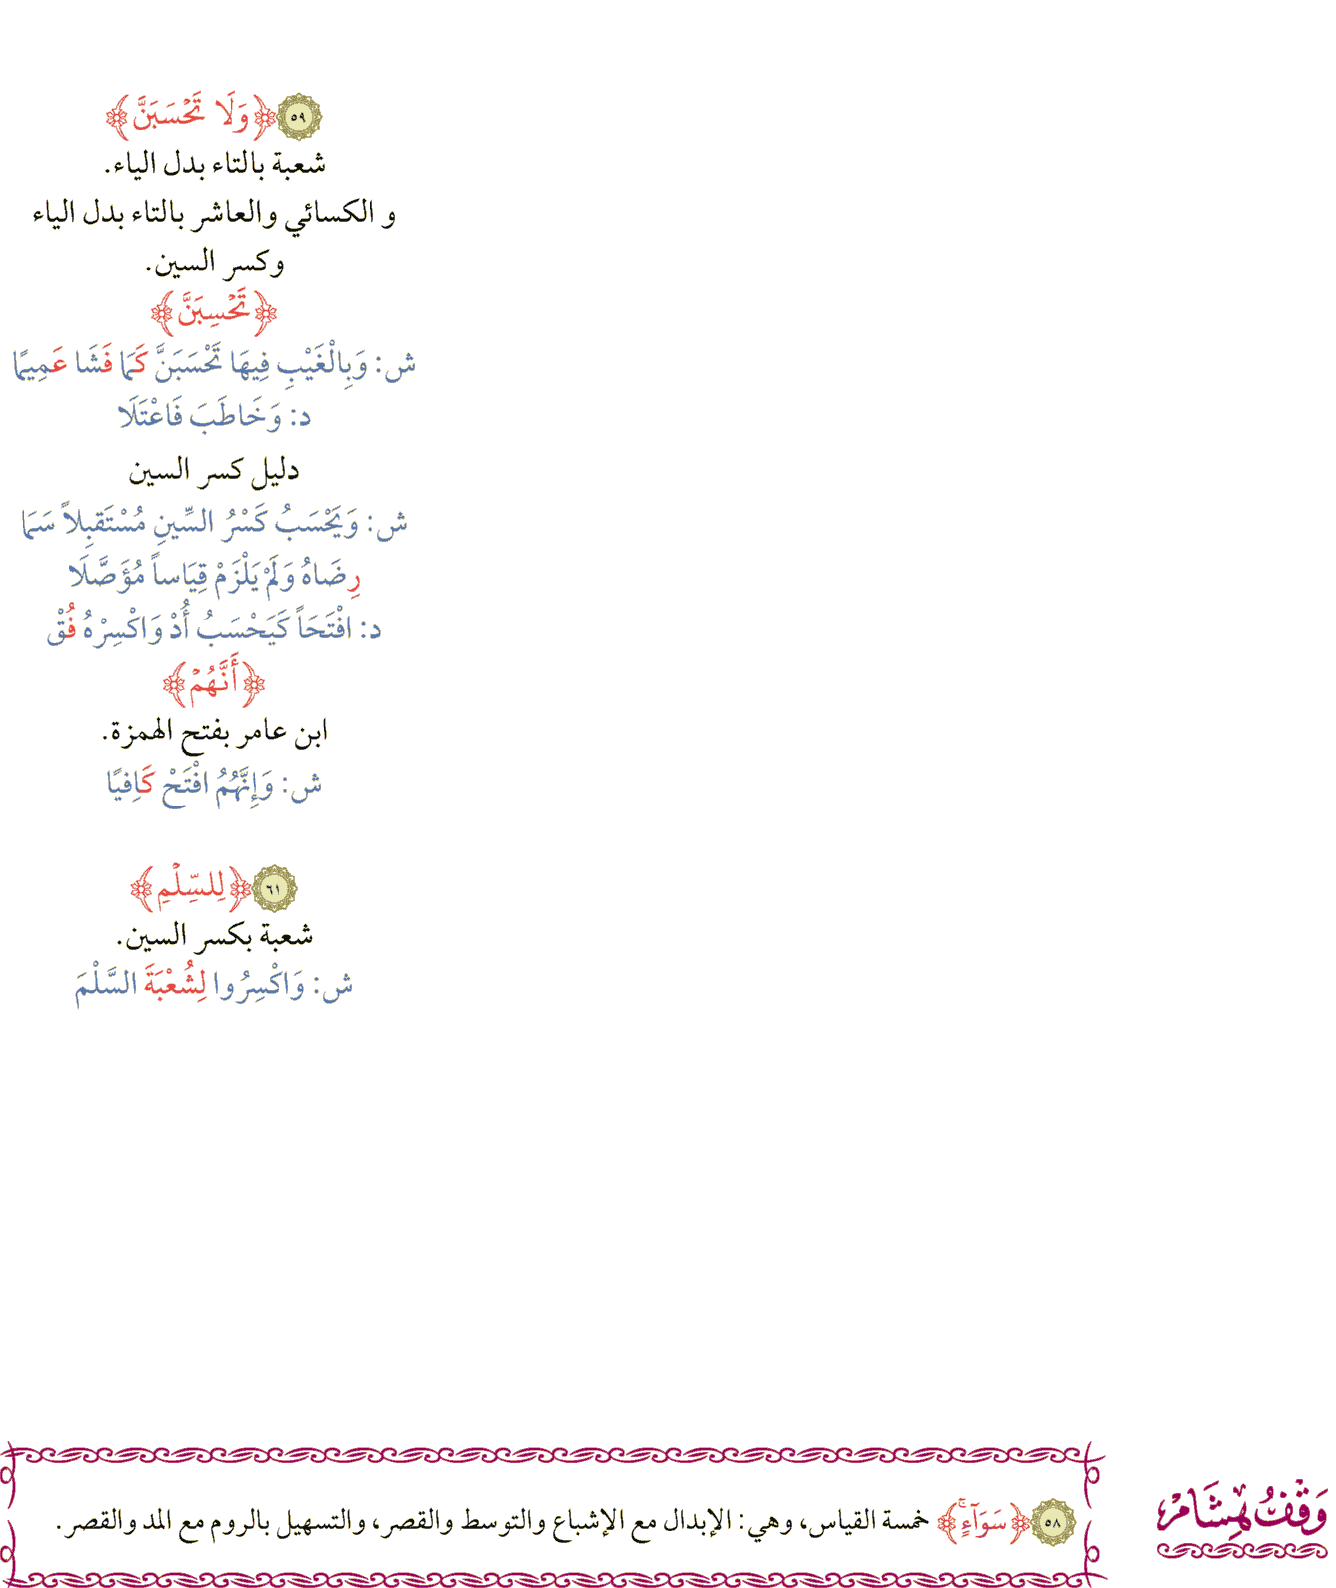 ٥٩ ﴿وَلَا تَحۡسَبَنَّ﴾
شعبة بالتاء بدل الياء.
و الكسائي والعاشر بالتاء بدل الياء
وكسر السين.
﴿تَحۡسِبَنَّ﴾
ش: وَبِالْغَيْبِ فِيهَا تَحْسَبَنَّ كَمَا فَشَا عَمِيمًا
د: وَخَاطَبَ فَاعْتَلَا
دليل كسر السين
ش: وَيَحْسَبُ كَسْرُ السِّينِ مُسْتَقبِلاً سَمَا
رِضَاهُ وَلَمْ يَلْزَمْ قِيَاساً مُؤَصَّلَا
د: افْتَحَاً كَيَحْسَبُ أُدْ وَاكْسِرْهُ فُقْ
﴿أَنَّهُمۡ﴾
ابن عامر بفتح الهمزة.
ش: وَإِنَّهُمُ افْتَحْ كَافِيًا
٦١ ﴿لِلسِّلۡمِ﴾
شعبة بكسر السين.
ش: وَاكْسِرُوا لِشُعْبَةَ السَّلْمَ
وَقْفُ هِشَامْ
٥٨ ﴿سَوَآءٍۚ﴾ خمسة القياس، وهي: الإبدال مع الإشباع والتوسط والقصر، والتسهيل بالروم مع المد والقصر.